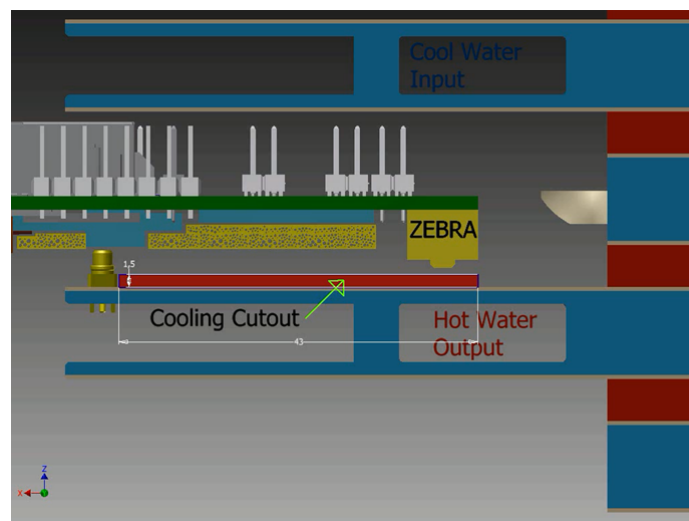 Cool Water
Input
ZEBRA
1,5
Cooling Cutout
Hot Water
Output
43
Z
X